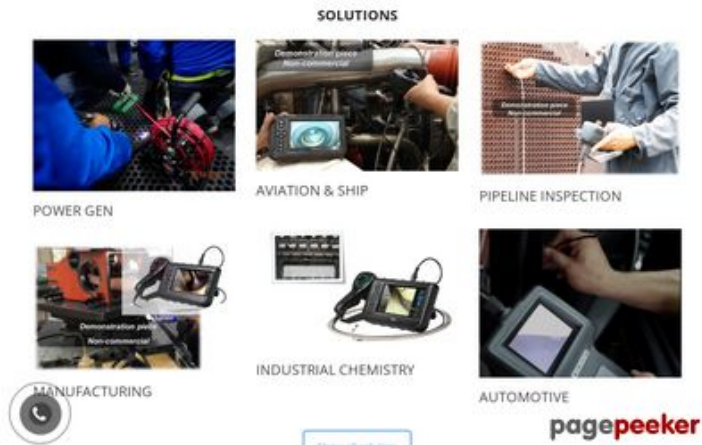 SOLUTIONS
Demonstration piece
Non-commercial
Demonstration piece
Non-commercial
POWER GEN
AVIATION & SHIP
PIPELINE INSPECTION
Demonstration piece
Non-commercial
MANUFACTURING
INDUSTRIAL CHEMISTRY
AUTOMOTIVE
pagepeeker